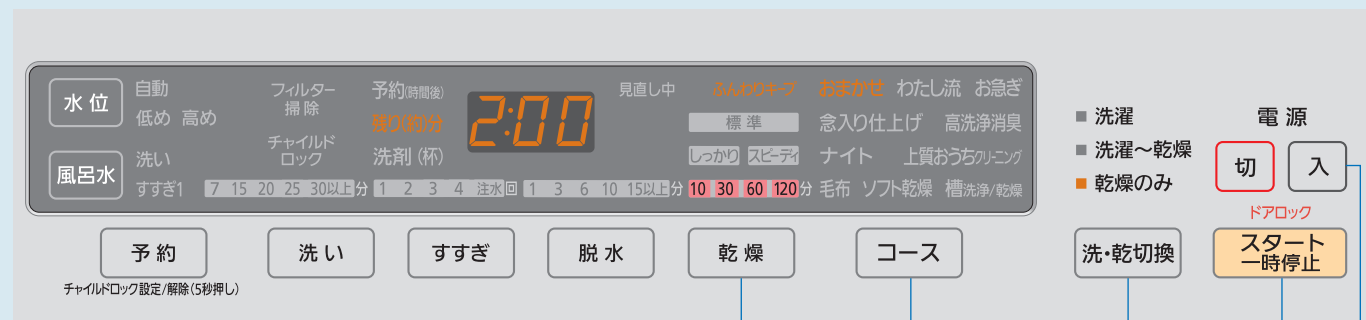 水位
自動
低め 高め
風呂水
洗い
すすぎ1
フィルター
掃除
チャイルド
ロック
予約(時間後)
残り(約)分
洗剤(杯)
2:00
見直し中
ふんわりキープ
標準
しっかり スピーディ
おまかせ わたし流 お急ぎ
念入り仕上げ 高洗浄消臭
ナイト 上質おうちクリーニング
毛布 ソフト乾燥 槽洗浄/乾燥
7 15 20 25 30以上 分 1 2 3 4 注水 回 1 3 6 10 15以上 分 10 30 60 120 分
洗濯
洗濯〜乾燥
乾燥のみ
電源
切 入
ドアロック
予約 洗い すすぎ 脱水 乾燥 コース 洗・乾切換
スタート
一時停止
チャイルドロック設定/解除(5秒押し)